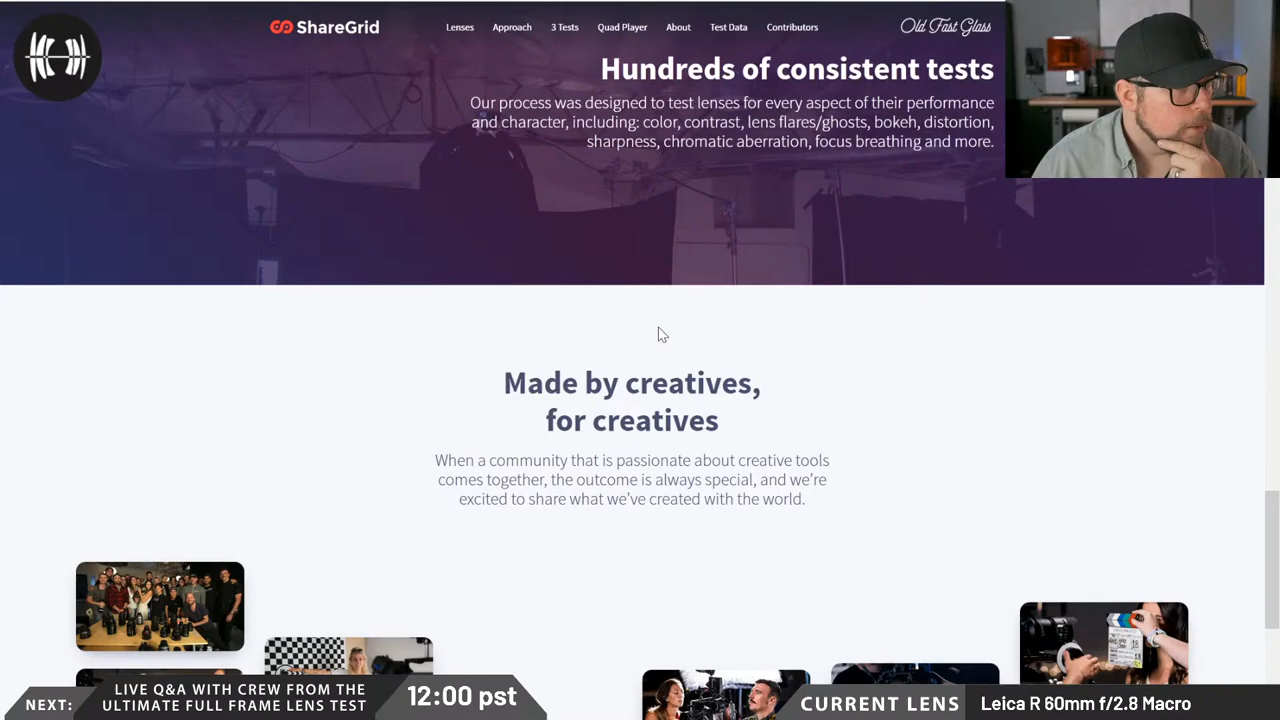 ShareGrid
Lenses Approach 3 Tests Quad Player About Test Data Contributors
Old Fast Glass
Hundreds of consistent tests
Our process was designed to test lenses for every aspect of their performance
and character, including: color, contrast, lens flares/ghosts, bokeh, distortion,
sharpness, chromatic aberration, focus breathing and more.
Made by creatives,
for creatives
When a community that is passionate about creative tools
comes together, the outcome is always special, and we're
excited to share what we've created with the world.
NEXT:
LIVE Q&A WITH CREW FROM THE
ULTIMATE FULL FRAME LENS TEST
12:00 pst
CURRENT LENS
Leica R 60mm f/2.8 Macro